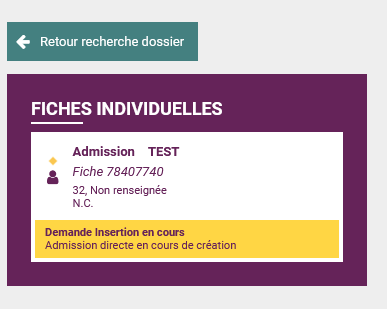 Retour recherche dossier
FICHES INDIVIDUELLES
Admission TEST
Fiche 78407740
32, Non renseignée
N.C.
Demande Insertion en cours
Admission directe en cours de création